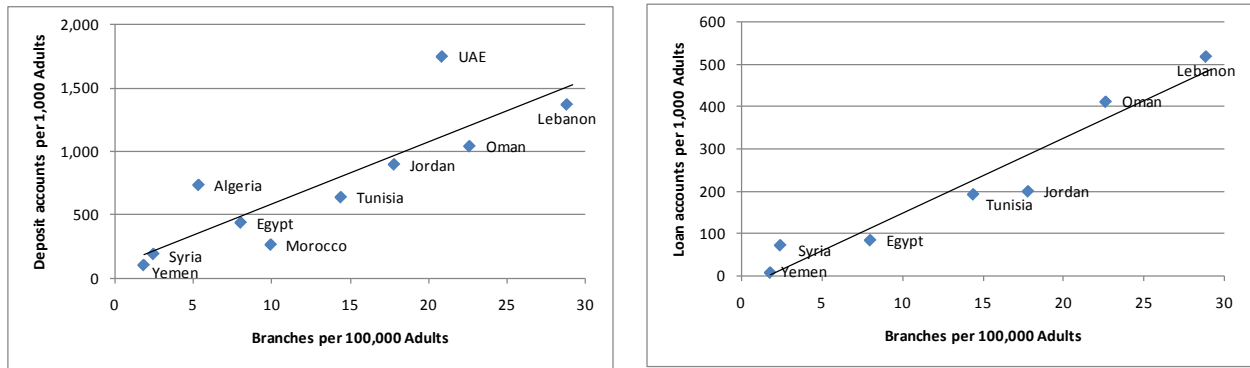 2,000
1,500
1,000
500
0
Deposit accounts per 1,000 Adults
UAE
Lebanon
Oman
Jordan
Algeria
Tunisia
Egypt
Morocco
Syria
Yemen
0 5 10 15 20 25 30
Branches per 100,000 Adults
600
500
400
300
200
100
0
Loan accounts per 1,000 Adults
Lebanon
Oman
Jordan
Tunisia
Syria
Egypt
Yemen
0 5 10 15 20 25 30
Branches per 100,000 Adults